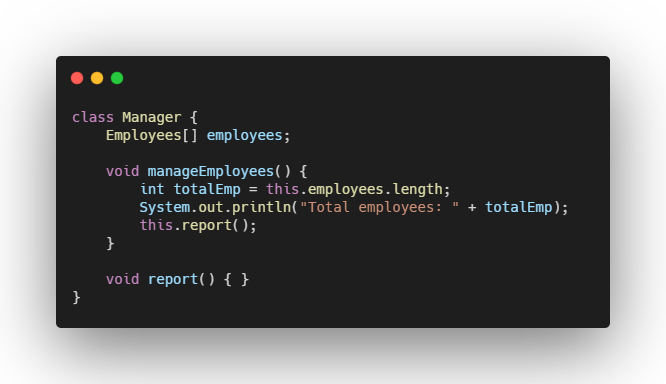 class Manager {
    Employees[] employees;

    void manageEmployees() {
        int totalEmp = this.employees.length;
        System.out.println("Total employees: " + totalEmp);
        this.report();
    }

    void report() { }
}